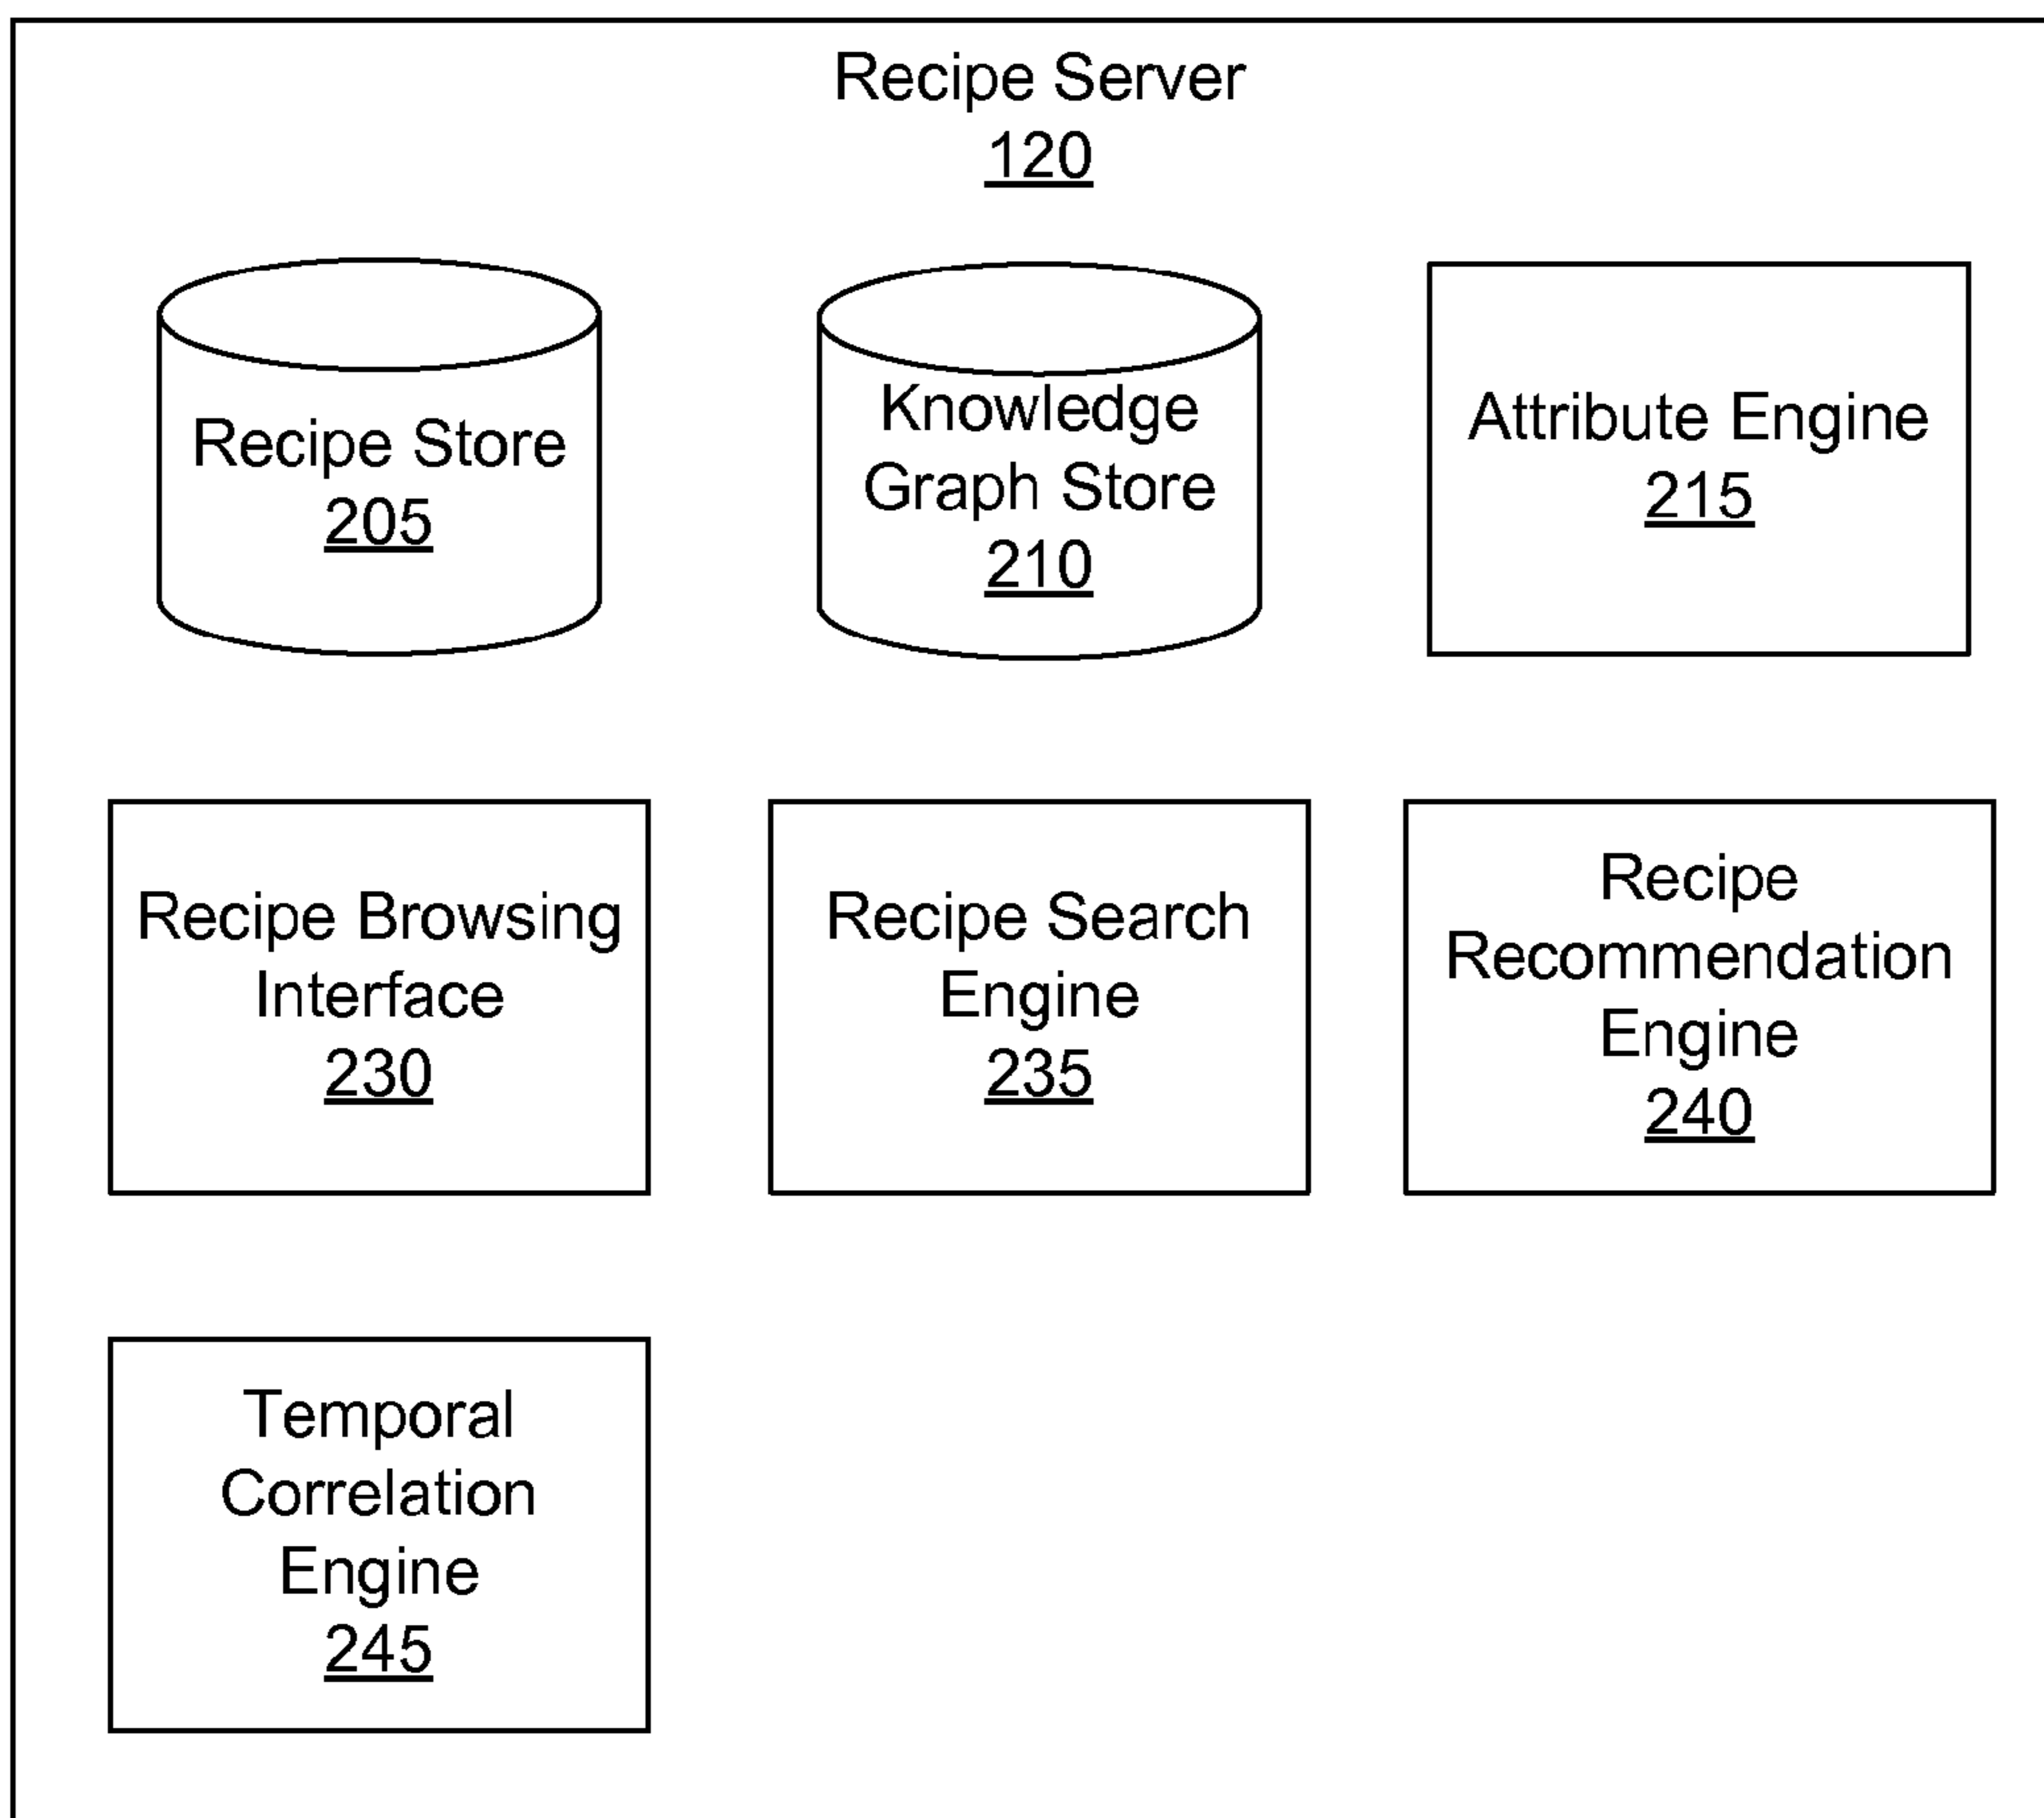 Recipe Server
120
Recipe Store
205
Knowledge
Graph Store
210
Attribute Engine
215
Recipe Browsing
Interface
230
Recipe Search
Engine
235
Recipe
Recommendation
Engine
240
Temporal
Correlation
Engine
245